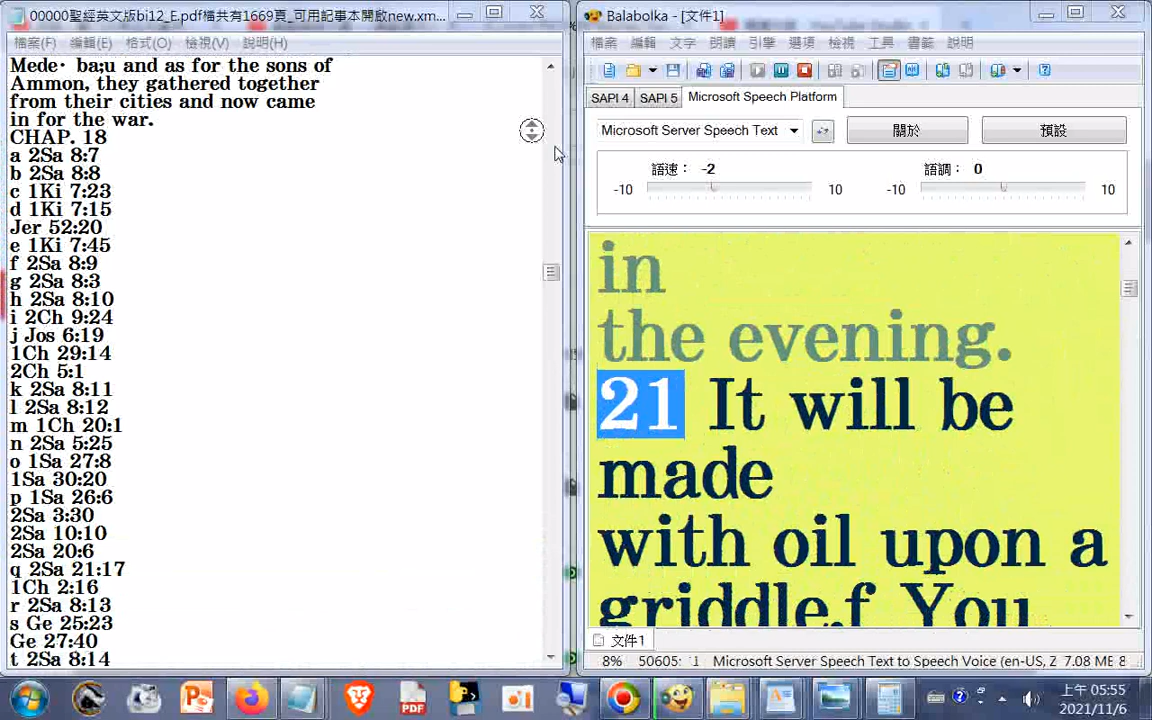 00000聖經英文版bi12_E.pdf檔共有1669頁_可用記事本開啟new.xm...
檔案(F) 編輯(E) 格式(O) 檢視(V) 說明(H)
Mede· ba;u and as for the sons of
Ammon, they gathered together
from their cities and now came
in for the war.
CHAP. 18
a 2Sa 8:7
b 2Sa 8:8
c 1Ki 7:23
d 1Ki 7:15
Jer 52:20
e 1Ki 7:45
f 2Sa 8:9
g 2Sa 8:3
h 2Sa 8:10
i 2Ch 9:24
j Jos 6:19
1Ch 29:14
2Ch 5:1
k 2Sa 8:11
l 2Sa 8:12
m 1Ch 20:1
n 2Sa 5:25
o 1Sa 27:8
1Sa 30:20
p 1Sa 26:6
2Sa 3:30
2Sa 10:10
2Sa 20:6
q 2Sa 21:17
1Ch 2:16
r 2Sa 8:13
s Ge 25:23
Ge 27:40
t 2Sa 8:14
Balabolka - [文件1]
檔案 編輯 文字 朗讀 引擎 選項 檢視 工具 書籤 說明
SAPI 4 SAPI 5 Microsoft Speech Platform
Microsoft Server Speech Text 關於 預設
語速： -2 語調： 0
-10 10 -10 10
in
the evening.
21 It will be
made
with oil upon a
griddle.f You
文件1
8% 50605: 1 Microsoft Server Speech Text to Speech Voice (en-US, Z 7.08 MB 8
PDF
上午 05:55
2021/11/6